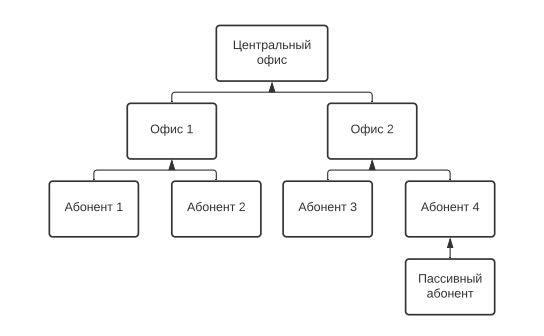 Центральный
офис
Офис 1
Офис 2
Абонент 1
Абонент 2
Абонент 3
Абонент 4
Пассивный
абонент